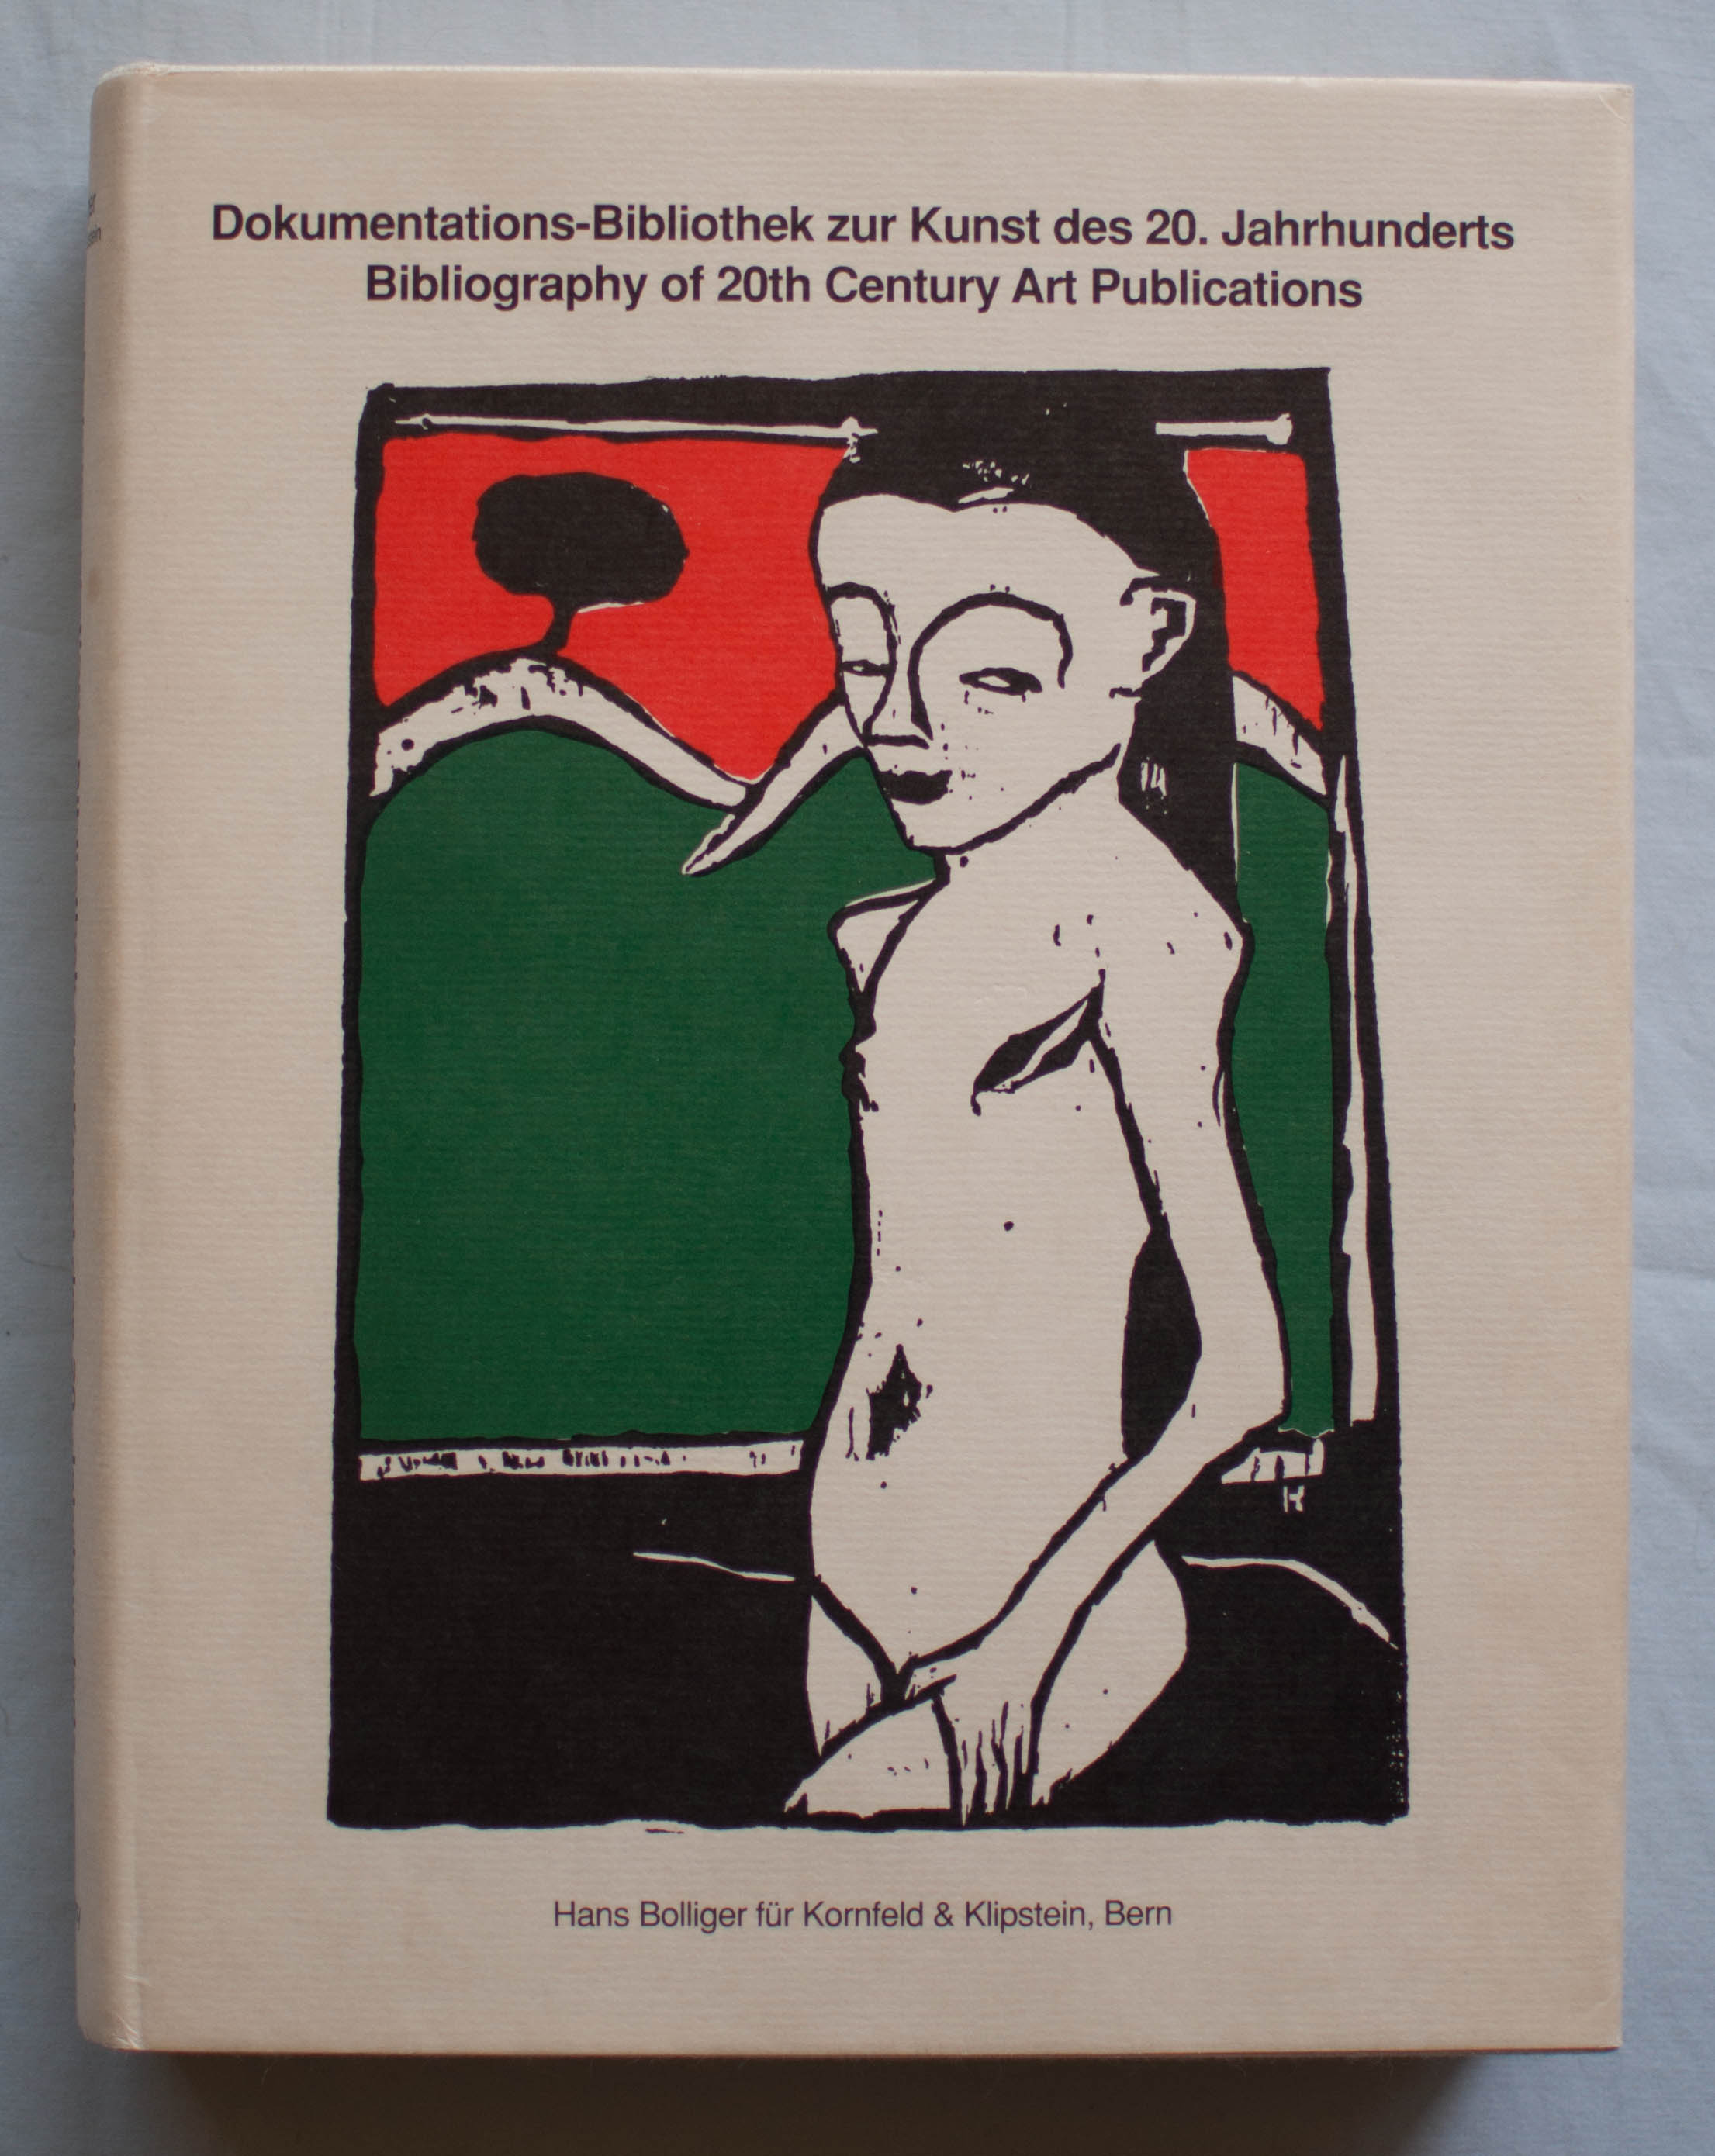 Dokumentations-Bibliothek zur Kunst des 20. Jahrhunderts
Bibliography of 20th Century Art Publications
Hans Bolliger für Kornfeld & Klipstein, Bern